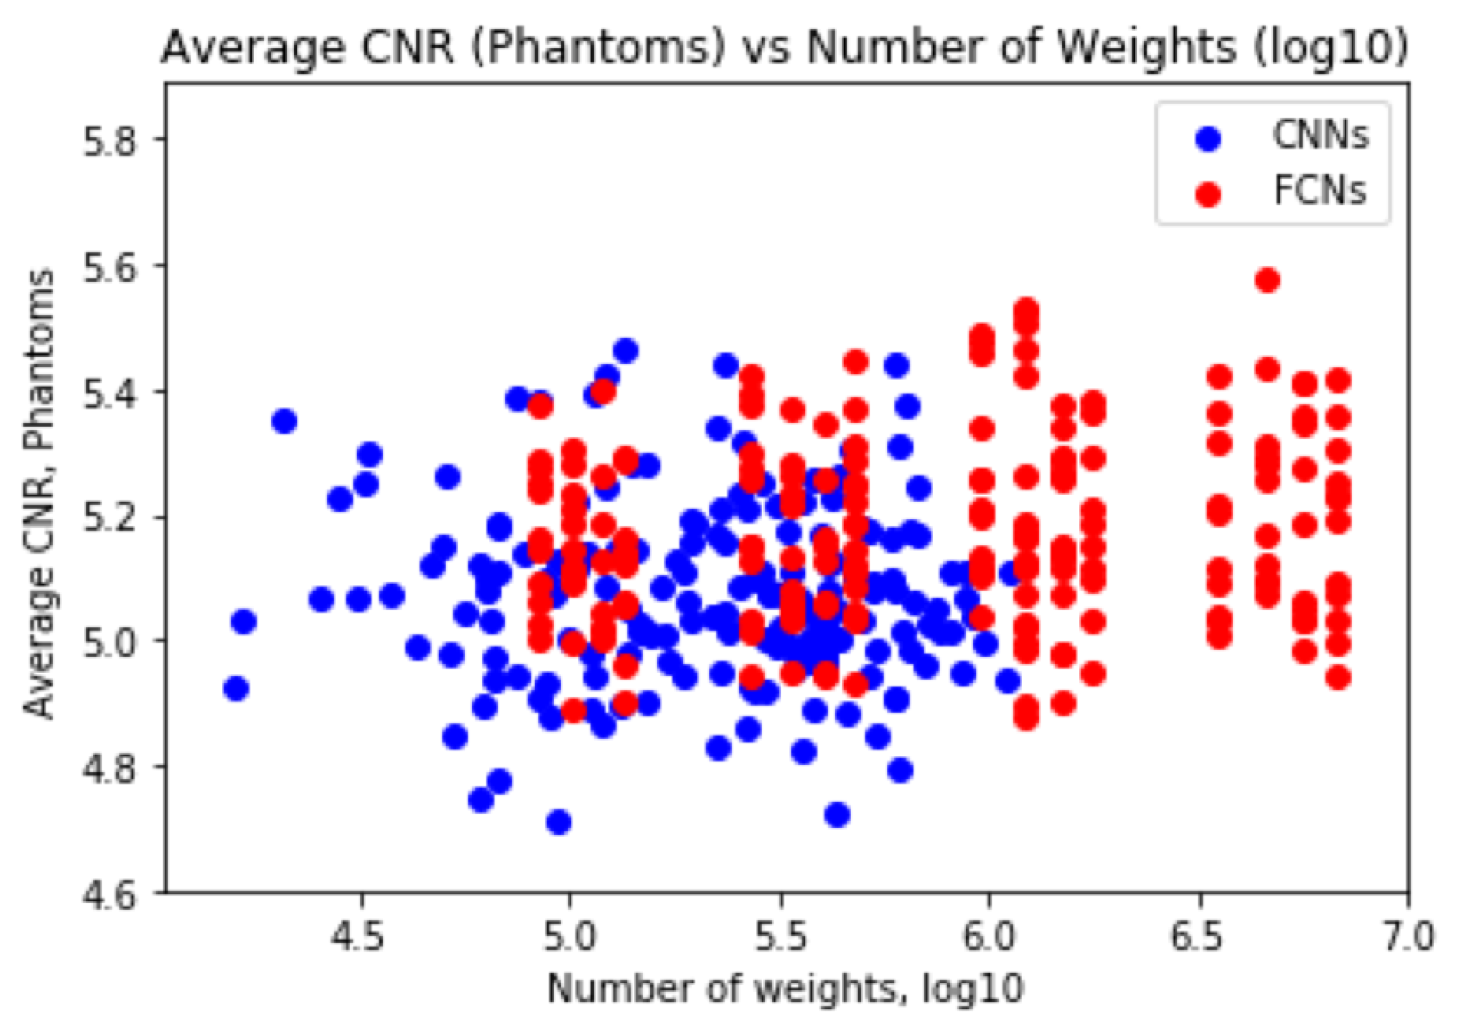 Average CNR (Phantoms) vs Number of Weights (log10)
CNNs
FCNs
Average CNR, Phantoms
5.8
5.6
5.4
5.2
5.0
4.8
4.6
4.5
5.0
5.5
6.0
6.5
7.0
Number of weights, log10